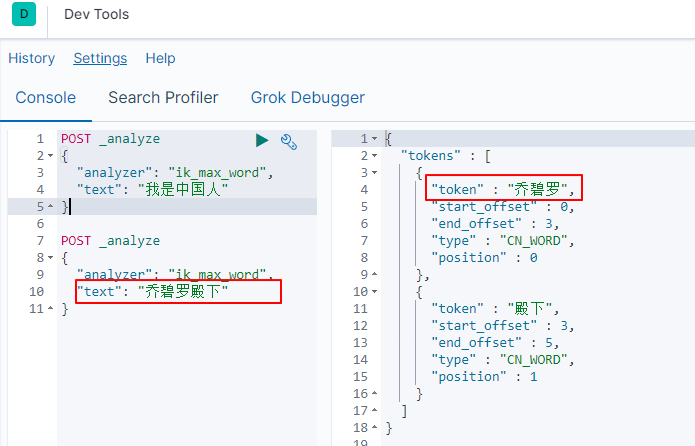 D Dev Tools
History Settings Help
Console Search Profiler Grok Debugger
1 POST _analyze
2 {
3 "analyzer": "ik_max_word",
4 "text": "我是中国人"
5 }
6
7 POST _analyze
8 {
9 "analyzer": "ik_max_word",
10 "text": "乔碧罗殿下"
11 }
1 {
2 "tokens" : [
3 {
4 "token" : "乔碧罗",
5 "start_offset" : 0,
6 "end_offset" : 3,
7 "type" : "CN_WORD",
8 "position" : 0
9 },
10 {
11 "token" : "殿下",
12 "start_offset" : 3,
13 "end_offset" : 5,
14 "type" : "CN_WORD",
15 "position" : 1
16 }
17 ]
18 }
19